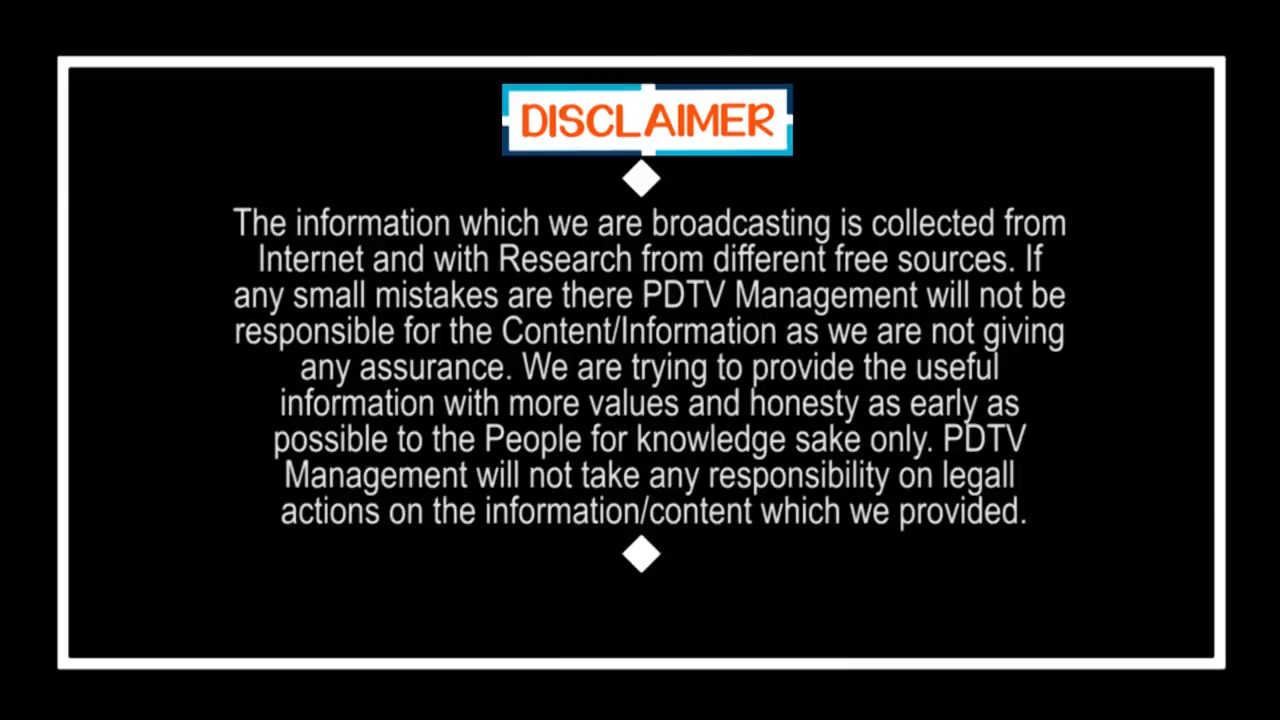 DISCLAIMER
The information which we are broadcasting is collected from
Internet and with Research from different free sources. If
any small mistakes are there PDTV Management will not be
responsible for the Content/Information as we are not giving
any assurance. We are trying to provide the useful
information with more values and honesty as early as
possible to the People for knowledge sake only. PDTV
Management will not take any responsibility on legall
actions on the information/content which we provided.